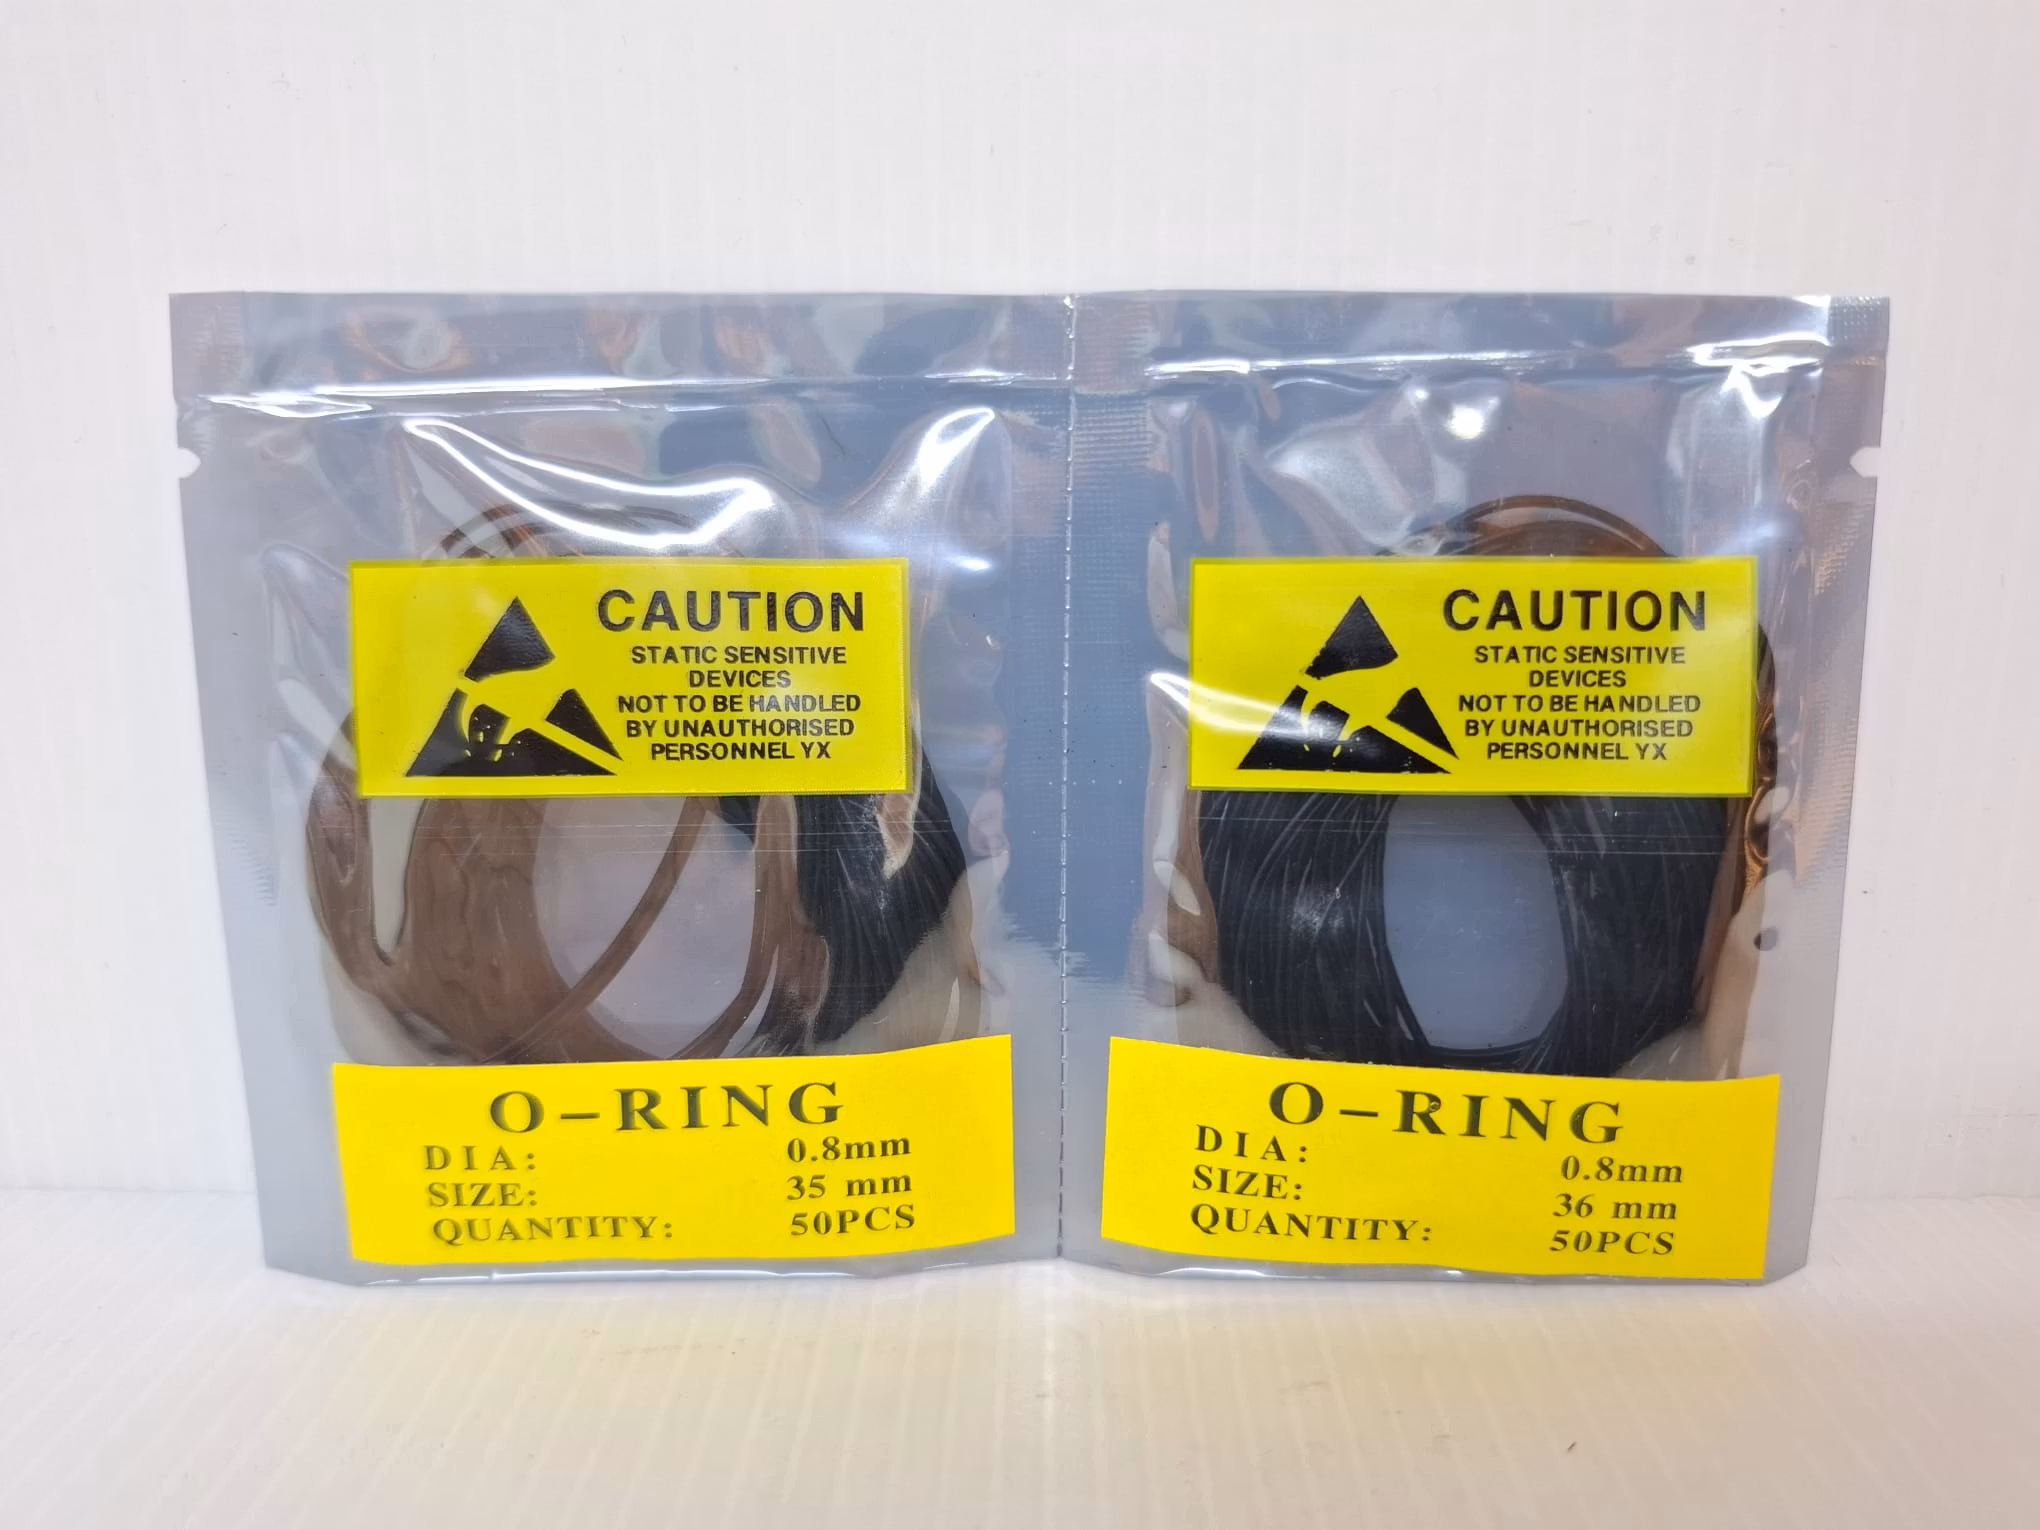 CAUTION
STATIC SENSITIVE
DEVICES
NOT TO BE HANDLED
BY UNAUTHORISED
PERSONNEL YX
O-RING
DIA: 0.8mm
SIZE: 35 mm
QUANTITY: 50PCS
CAUTION
STATIC SENSITIVE
DEVICES
NOT TO BE HANDLED
BY UNAUTHORISED
PERSONNEL YX
O-RING
DIA: 0.8mm
SIZE: 36 mm
QUANTITY: 50PCS